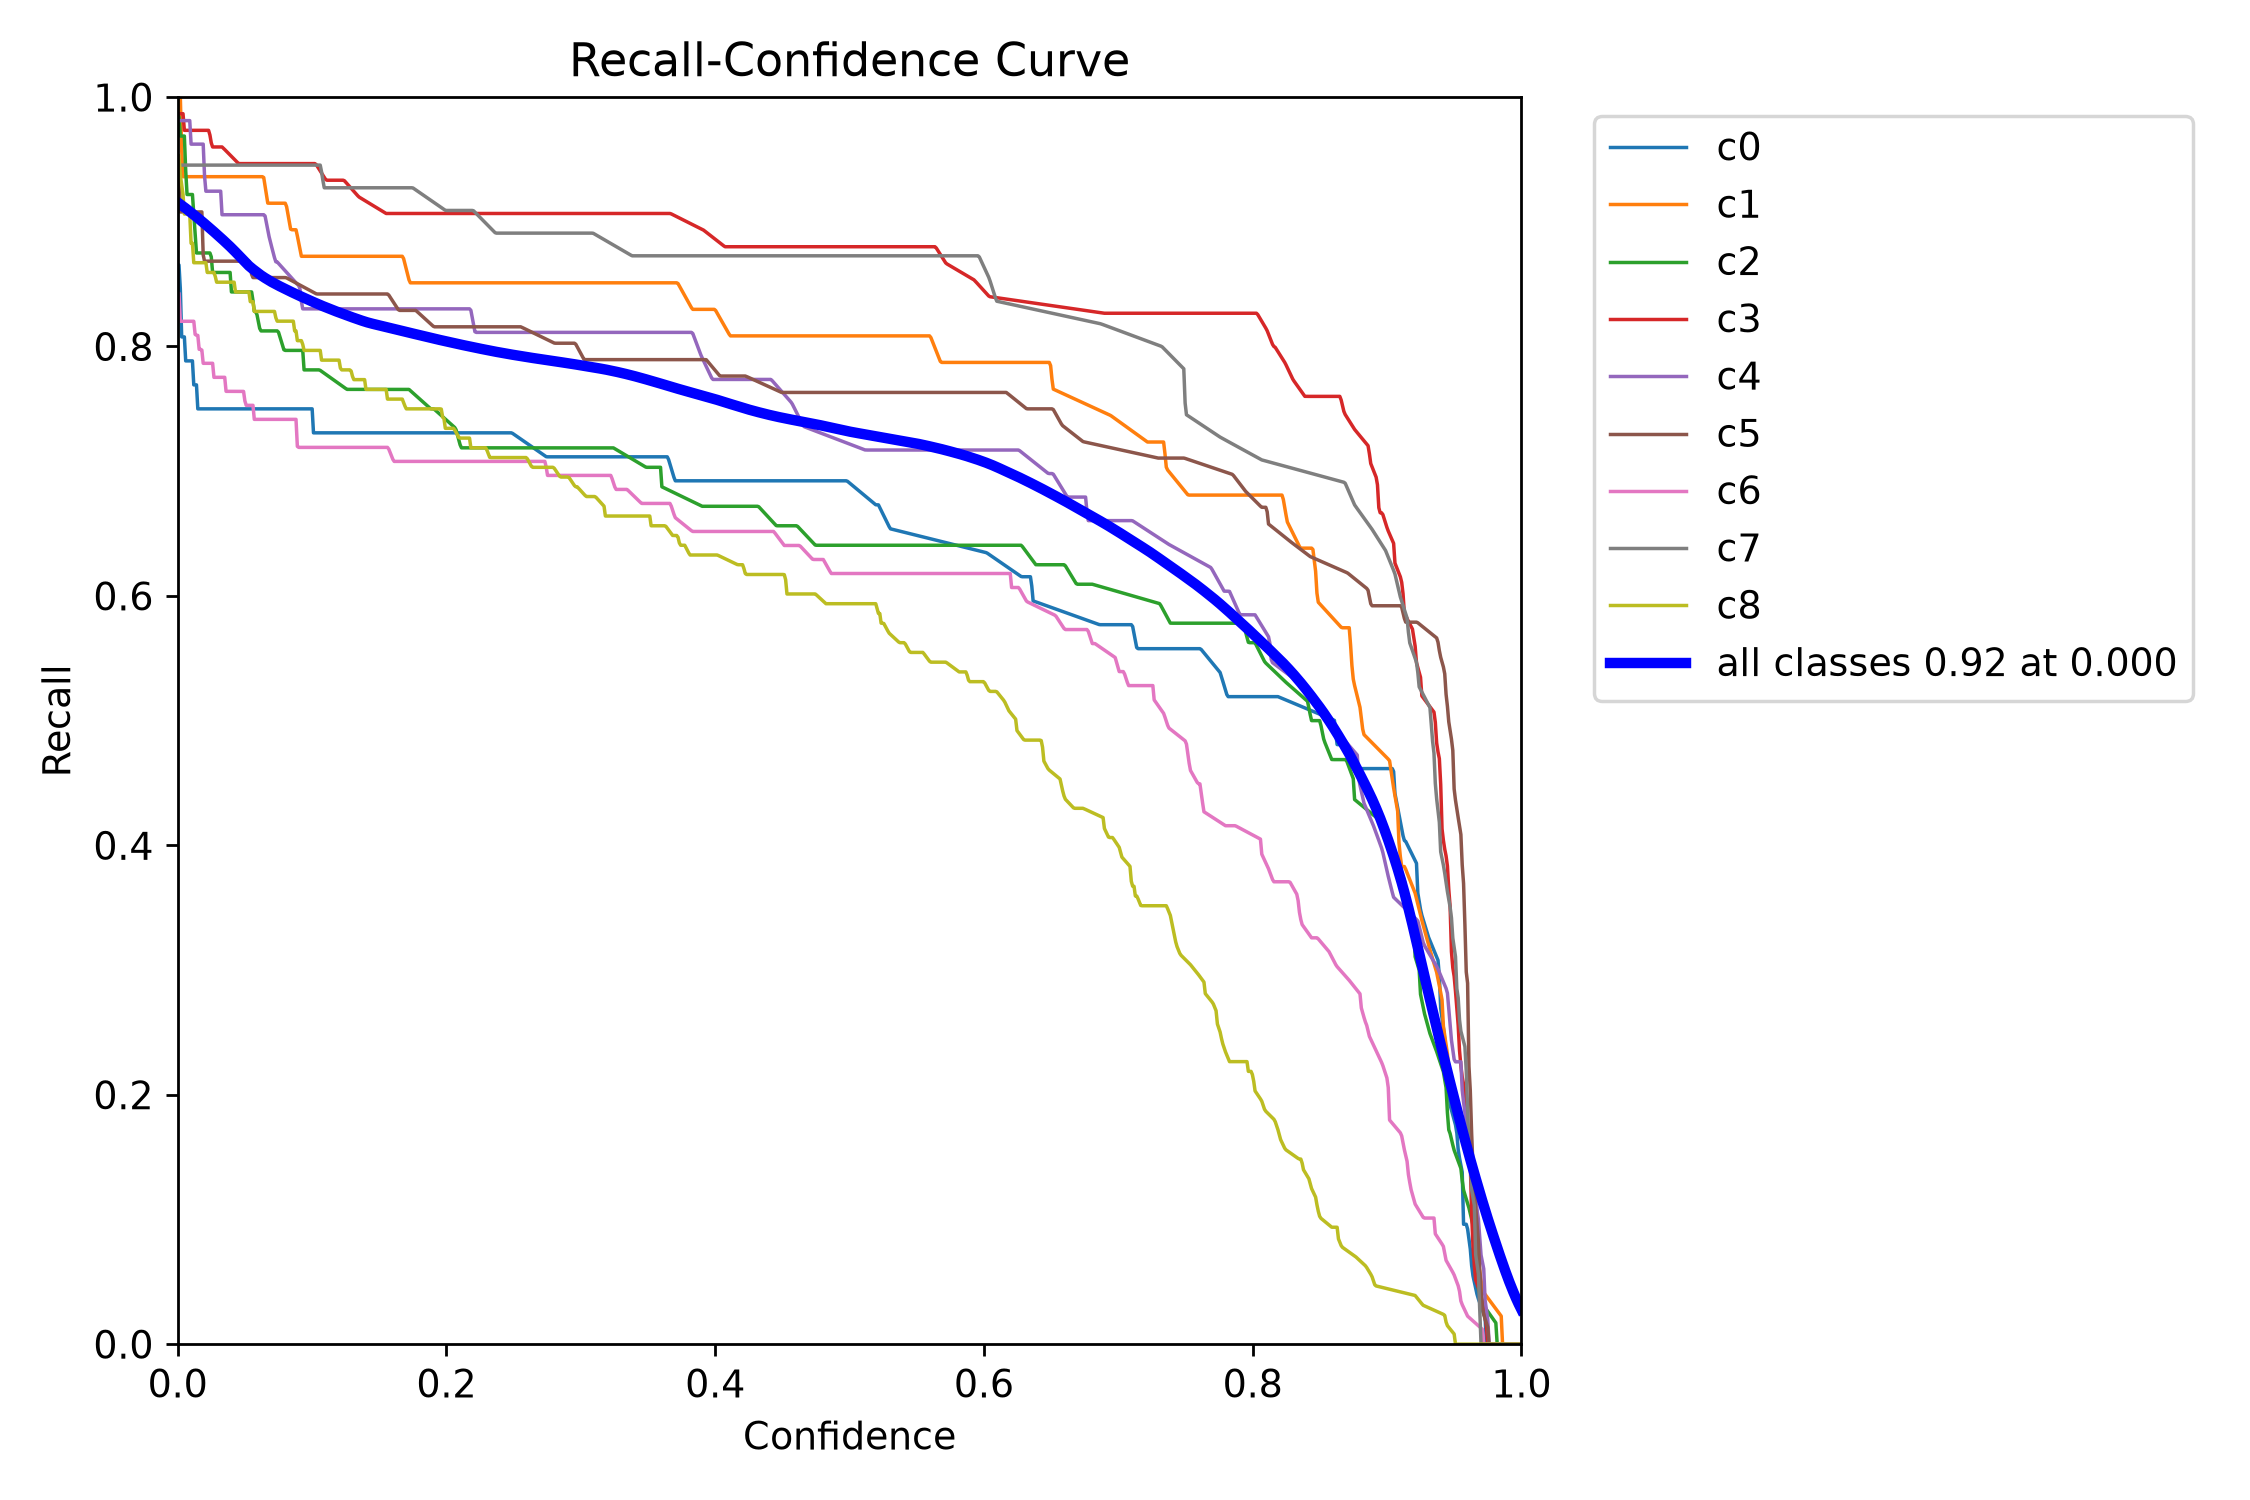 Recall-Confidence Curve
1.0
0.8
0.6
0.4
0.2
0.0
Recall
0.0 0.2 0.4 0.6 0.8 1.0
Confidence
c0
c1
c2
c3
c4
c5
c6
c7
c8
all classes 0.92 at 0.000